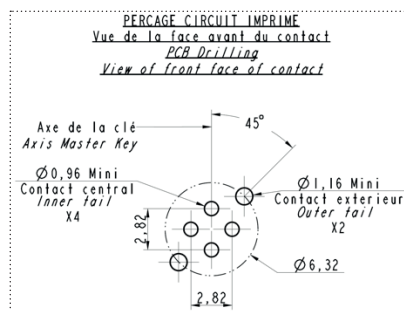 PERCAGE CIRCUIT IMPRIME
Vue de la face avant du contact
PCB Drilling
View of front face of contact
45°
Axe de la clé
Axis Master Key
Ø0,96 Mini
Contact central
Inner tail
X4
Ø1,16 Mini
Contact exterieur
Outer tail
X2
2,82
Ø6,32
2,82